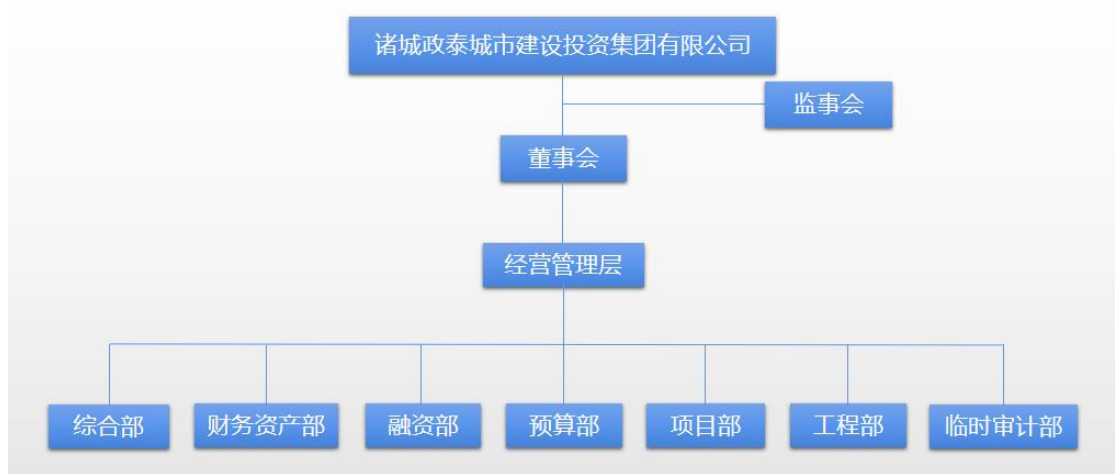 诸城政泰城市建设投资集团有限公司
监事会
董事会
经营管理层
综合部
财务资产部
融资部
预算部
项目部
工程部
临时审计部